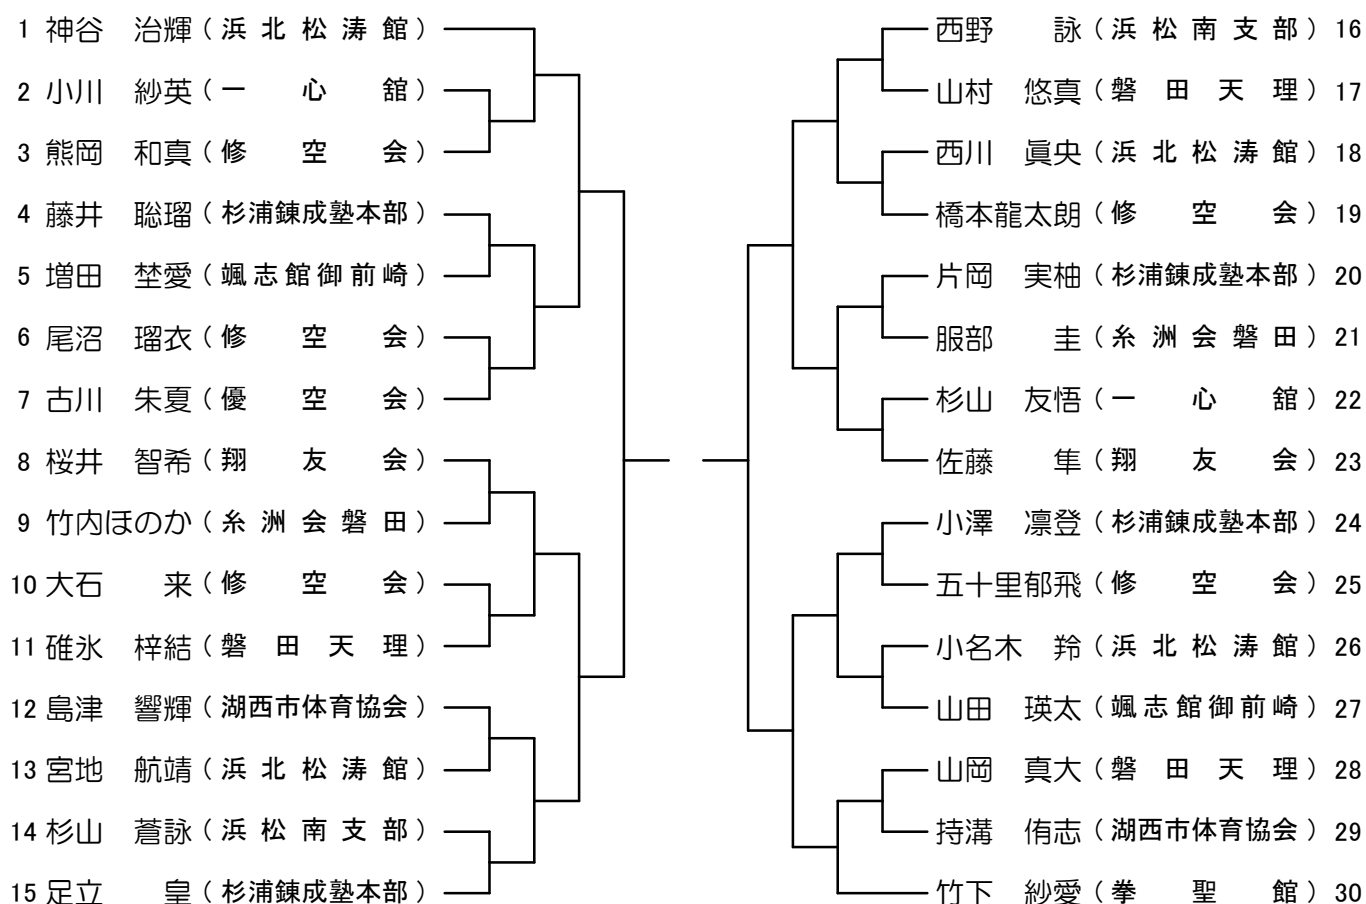 1 神谷 治輝（浜北松涛館）
2 小川 紗英（一心舘）
3 熊岡 和真（修空会）
4 藤井 聡瑠（杉浦錬成塾本部）
5 増田 埜愛（颯志館御前崎）
6 尾沼 瑠衣（修空会）
7 古川 朱夏（優空会）
8 桜井 智希（翔友会）
9 竹内ほのか（糸洲会磐田）
10 大石 来（修空会）
11 碓氷 梓結（磐田天理）
12 島津 響輝（湖西市体育協会）
13 宮地 航靖（浜北松涛館）
14 杉山 蒼詠（浜松南支部）
15 足立 皇（杉浦錬成塾本部）
西野 詠（浜松南支部）16
山村 悠真（磐田天理）17
西川 眞央（浜北松涛館）18
橋本龍太朗（修空会）19
片岡 実柚（杉浦錬成塾本部）20
服部 圭（糸洲会磐田）21
杉山 友悟（一心舘）22
佐藤 隼（翔友会）23
小澤 凛登（杉浦錬成塾本部）24
五十里郁飛（修空会）25
小名木 羚（浜北松涛館）26
山田 瑛太（颯志館御前崎）27
山岡 真大（磐田天理）28
持溝 侑志（湖西市体育協会）29
竹下 紗愛（拳聖館）30